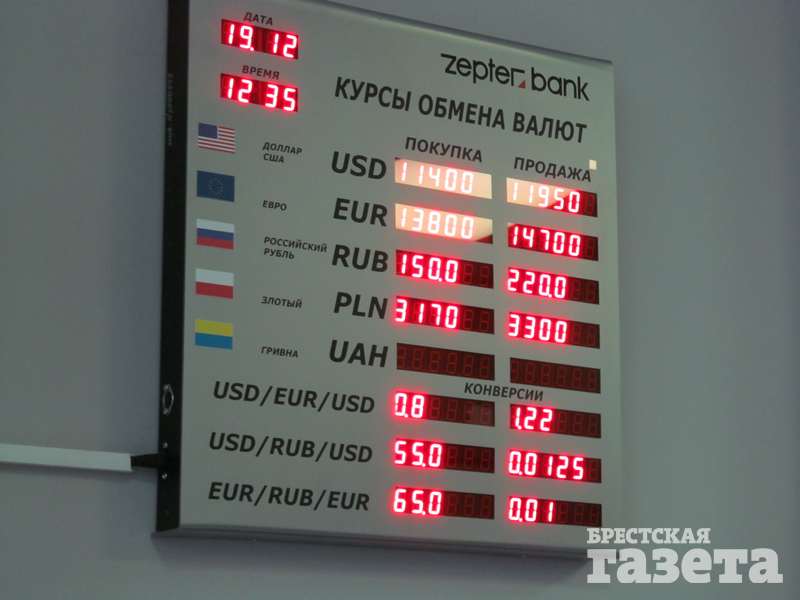 ДАТА
19.12
ВРЕМЯ
12 35
zepter bank
КУРСЫ ОБМЕНА ВАЛЮТ
ПОКУПКА ПРОДАЖА
ДОЛЛАР
США
USD 11400 11950
ЕВРО
EUR 13800 14700
РОССИЙСКИЙ
РУБЛЬ
RUB 150.0 220.0
ЗЛОТЫЙ
PLN 3170 3300
ГРИВНА
UAH
КОНВЕРСИИ
USD/EUR/USD 0.8 1.22
USD/RUB/USD 55.0 0.0125
EUR/RUB/EUR 65.0 0.01
БРЕСТСКАЯ
газета